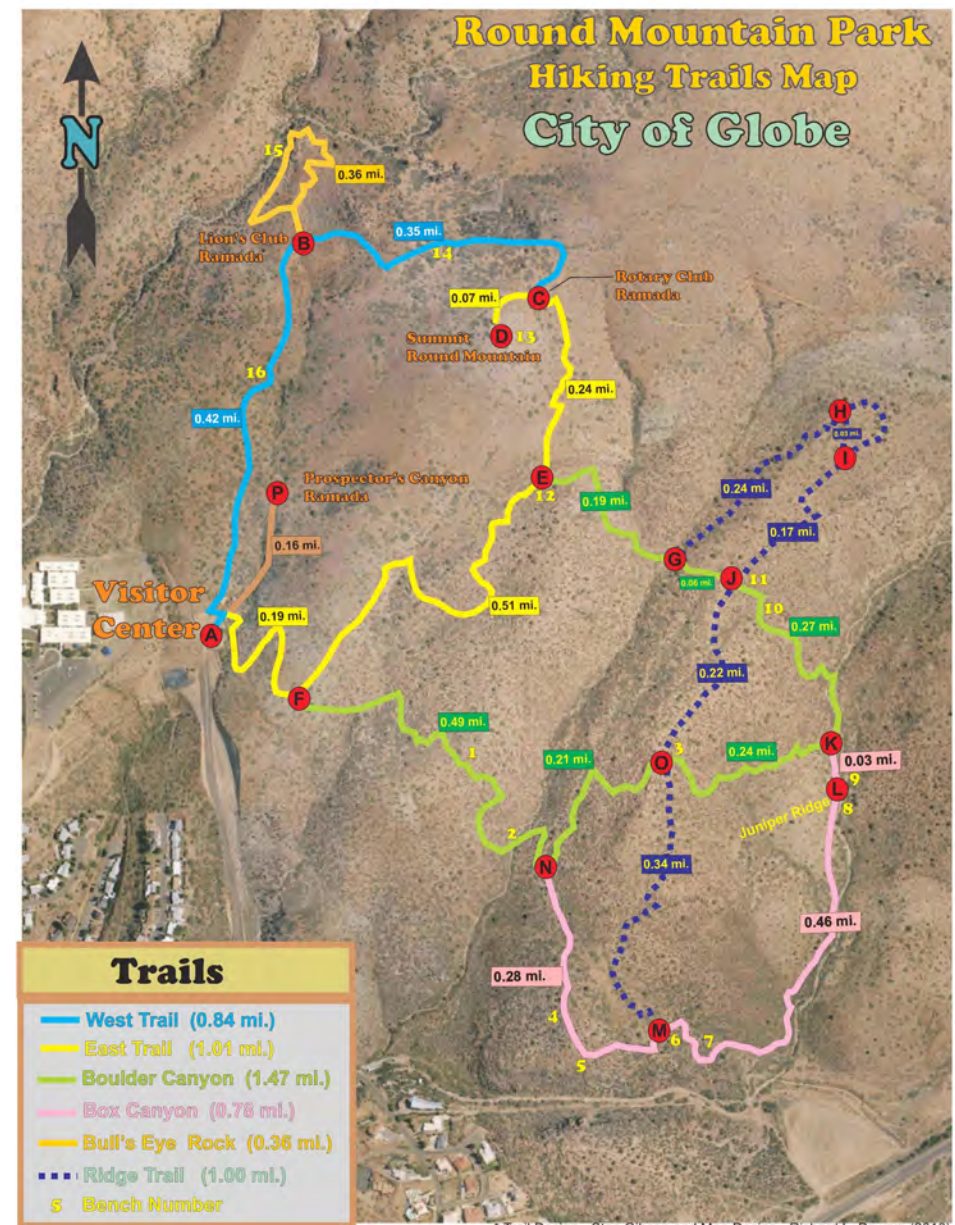 Round Mountain Park
Hiking Trails Map
City of Globe
N
15
0.36 mi.
Lion's Club
Ramada
B
0.35 mi.
14
Rotary Club
Ramada
C
0.07 mi.
D
13
Summit
Round Mountain
16
0.24 mi.
0.42 mi.
H
0.03 mi.
I
Prospector's Canyon
Ramada
P
E
12
0.19 mi.
0.24 mi.
0.17 mi.
0.16 mi.
G
0.06 mi.
J
11
10
Visitor
Center
A
0.19 mi.
0.51 mi.
0.27 mi.
F
0.22 mi.
0.49 mi.
1
0.21 mi.
O
3
0.24 mi.
K
0.03 mi.
L
9
8
Juniper Ridge
2
N
0.34 mi.
0.46 mi.
0.28 mi.
4
5
M
6
7
Trails
West Trail (0.84 mi.)
East Trail (1.01 mi.)
Boulder Canyon (1.47 mi.)
Box Canyon (0.78 mi.)
Bull's Eye Rock (0.36 mi.)
Ridge Trail (1.00 mi.)
5 Bench Number